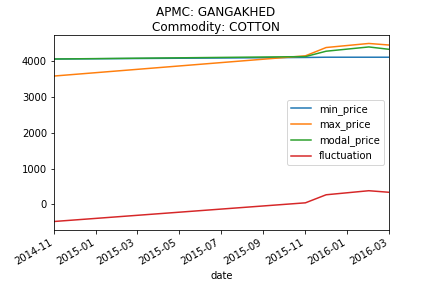 APMC: GANGAKHED
Commodity: COTTON
4000
3000
2000
1000
0
min_price
max_price
modal_price
fluctuation
2014-11
2015-01
2015-03
2015-05
2015-07
2015-09
2015-11
2016-01
2016-03
date